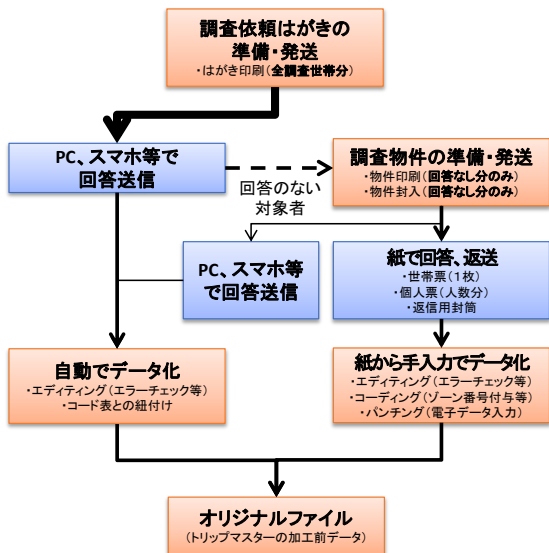 調査依頼はがきの
準備・発送
・はがき印刷（全調査世帯分）
PC、スマホ等で
回答送信
回答のない
対象者
調査物件の準備・発送
・物件印刷（回答なし分のみ）
・物件封入（回答なし分のみ）
PC、スマホ等
で回答送信
紙で回答、返送
・世帯票（1枚）
・個人票（人数分）
・返信用封筒
自動でデータ化
・エディティング（エラーチェック等）
・コード表との紐付け
紙から手入力でデータ化
・エディティング（エラーチェック等）
・コーディング（ゾーン番号付与等）
・パンチング（電子データ入力）
オリジナルファイル
（トリップマスターの加工前データ）